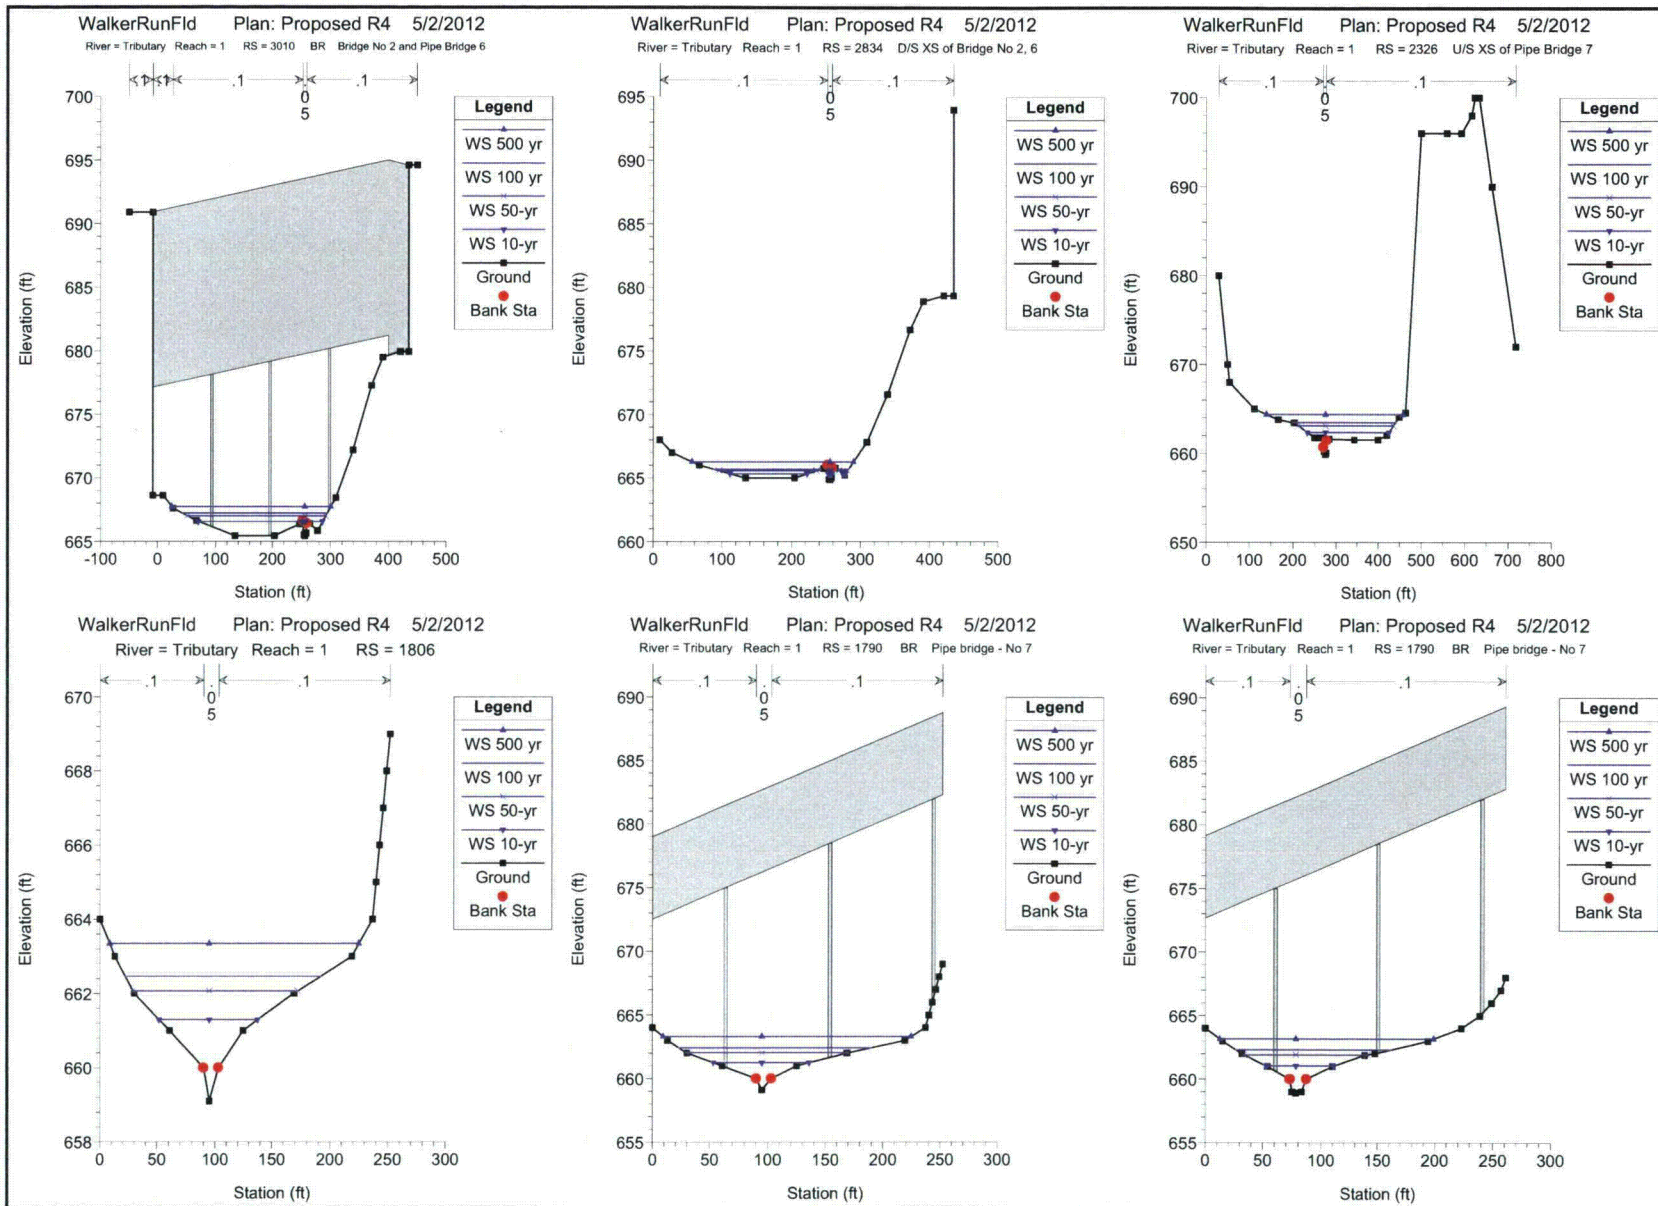 WalkerRunFld Plan: Proposed R4 5/2/2012
River = Tributary Reach = 1 RS = 3010 BR Bridge No 2 and Pipe Bridge 6
.1 .1 .1 .05 .1
Legend
WS 500 yr
WS 100 yr
WS 50-yr
WS 10-yr
Ground
Bank Sta
Elevation (ft)
700
695
690
685
680
675
670
665
-100 0 100 200 300 400 500
Station (ft)
WalkerRunFld Plan: Proposed R4 5/2/2012
River = Tributary Reach = 1 RS = 2834 D/S XS of Bridge No 2, 6
.1 .05 .1
Legend
WS 500 yr
WS 100 yr
WS 50-yr
WS 10-yr
Ground
Bank Sta
Elevation (ft)
695
690
685
680
675
670
665
660
0 100 200 300 400 500
Station (ft)
WalkerRunFld Plan: Proposed R4 5/2/2012
River = Tributary Reach = 1 RS = 2326 U/S XS of Pipe Bridge 7
.1 .05 .1
Legend
WS 500 yr
WS 100 yr
WS 50-yr
WS 10-yr
Ground
Bank Sta
Elevation (ft)
700
690
680
670
660
650
0 100 200 300 400 500 600 700 800
Station (ft)
WalkerRunFld Plan: Proposed R4 5/2/2012
River = Tributary Reach = 1 RS = 1806
.1 .05 .1
Legend
WS 500 yr
WS 100 yr
WS 50-yr
WS 10-yr
Ground
Bank Sta
Elevation (ft)
670
668
666
664
662
660
658
0 50 100 150 200 250 300
Station (ft)
WalkerRunFld Plan: Proposed R4 5/2/2012
River = Tributary Reach = 1 RS = 1790 BR Pipe bridge - No 7
.1 .05 .1
Legend
WS 500 yr
WS 100 yr
WS 50-yr
WS 10-yr
Ground
Bank Sta
Elevation (ft)
690
685
680
675
670
665
660
655
0 50 100 150 200 250 300
Station (ft)
WalkerRunFld Plan: Proposed R4 5/2/2012
River = Tributary Reach = 1 RS = 1790 BR Pipe bridge - No 7
.1 .05 .1
Legend
WS 500 yr
WS 100 yr
WS 50-yr
WS 10-yr
Ground
Bank Sta
Elevation (ft)
690
685
680
675
670
665
660
655
0 50 100 150 200 250 300
Station (ft)